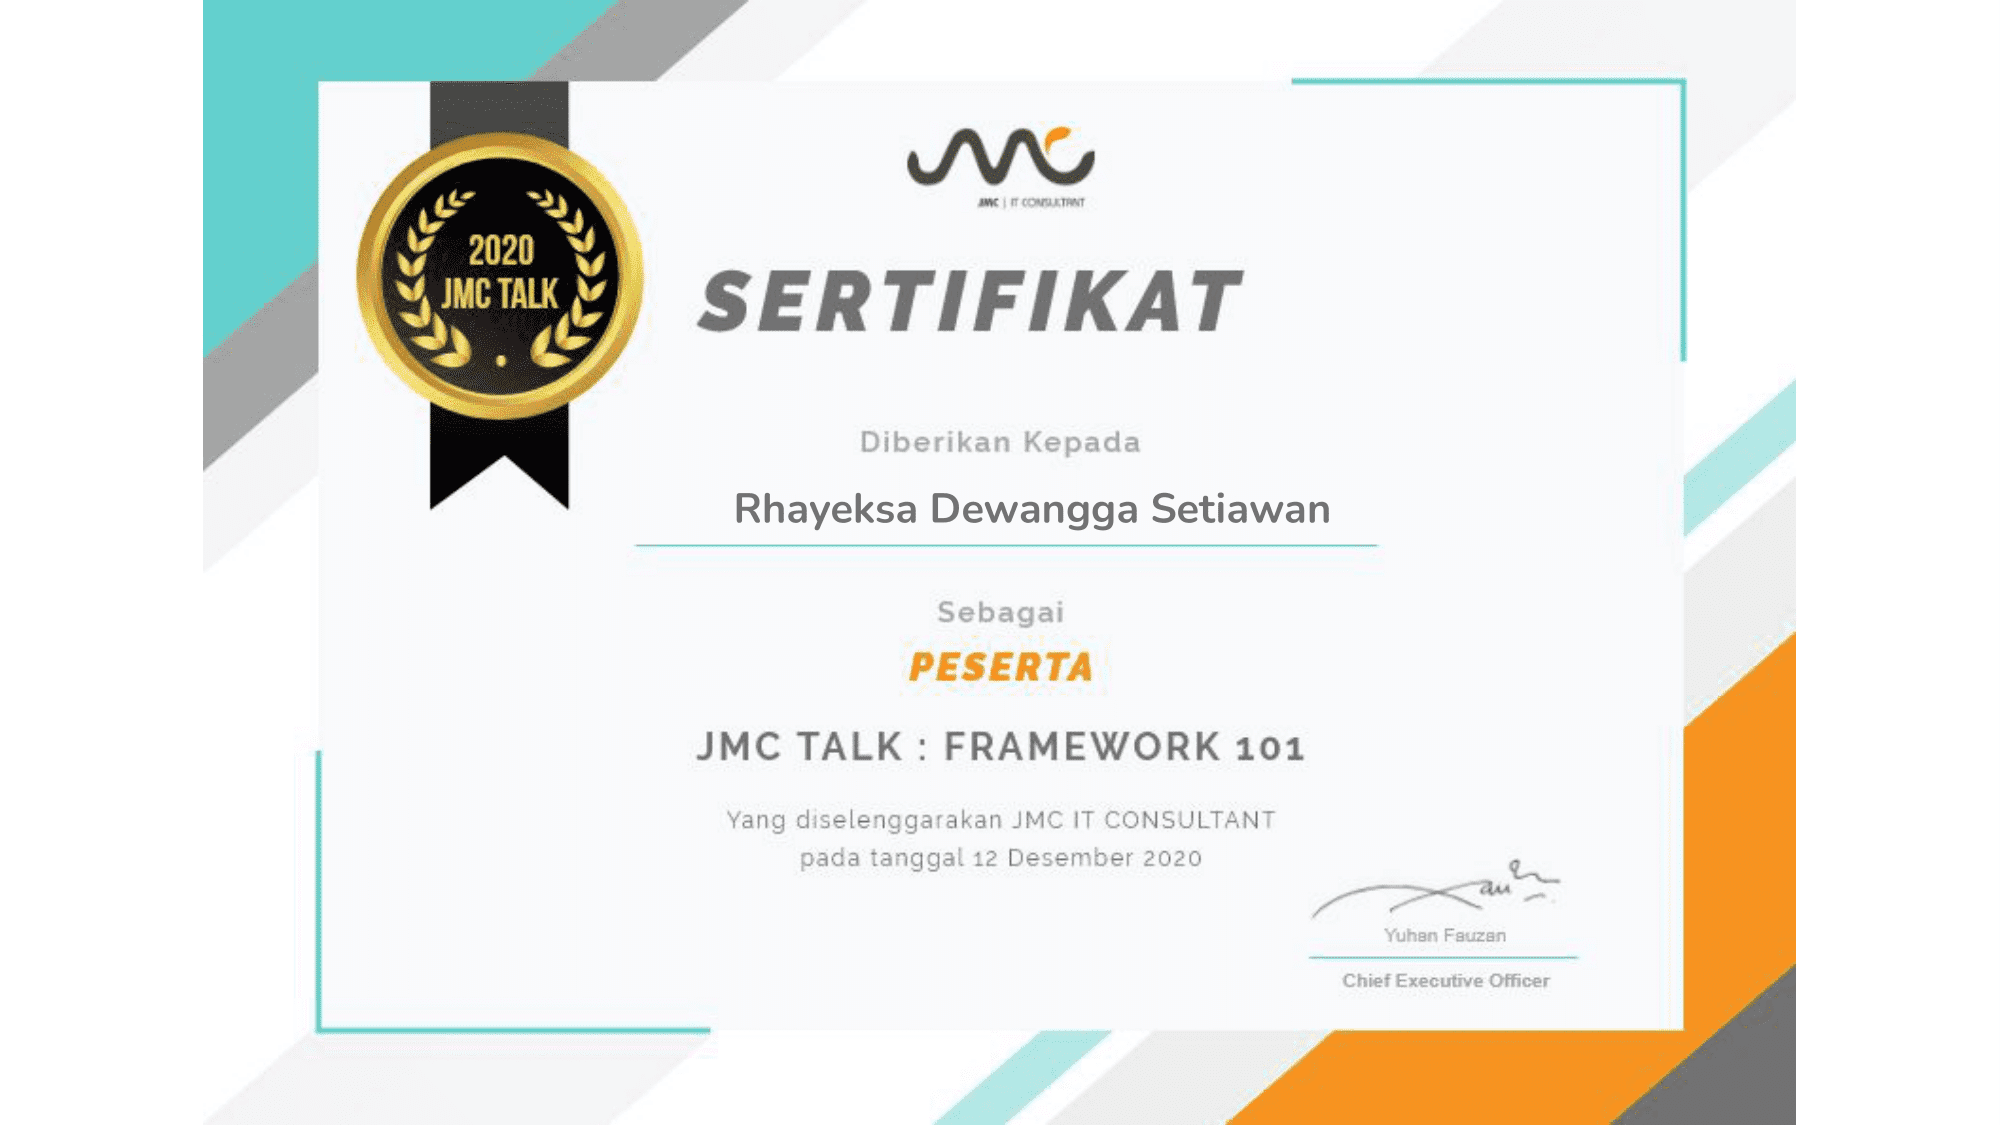 JMC | IT CONSULTANT
2020
JMC TALK
SERTIFIKAT
Diberikan Kepada
Rhayeksa Dewangga Setiawan
Sebagai
PESERTA
JMC TALK : FRAMEWORK 101
Yang diselenggarakan JMC IT CONSULTANT
pada tanggal 12 Desember 2020
Yuhan Fauzan
Chief Executive Officer